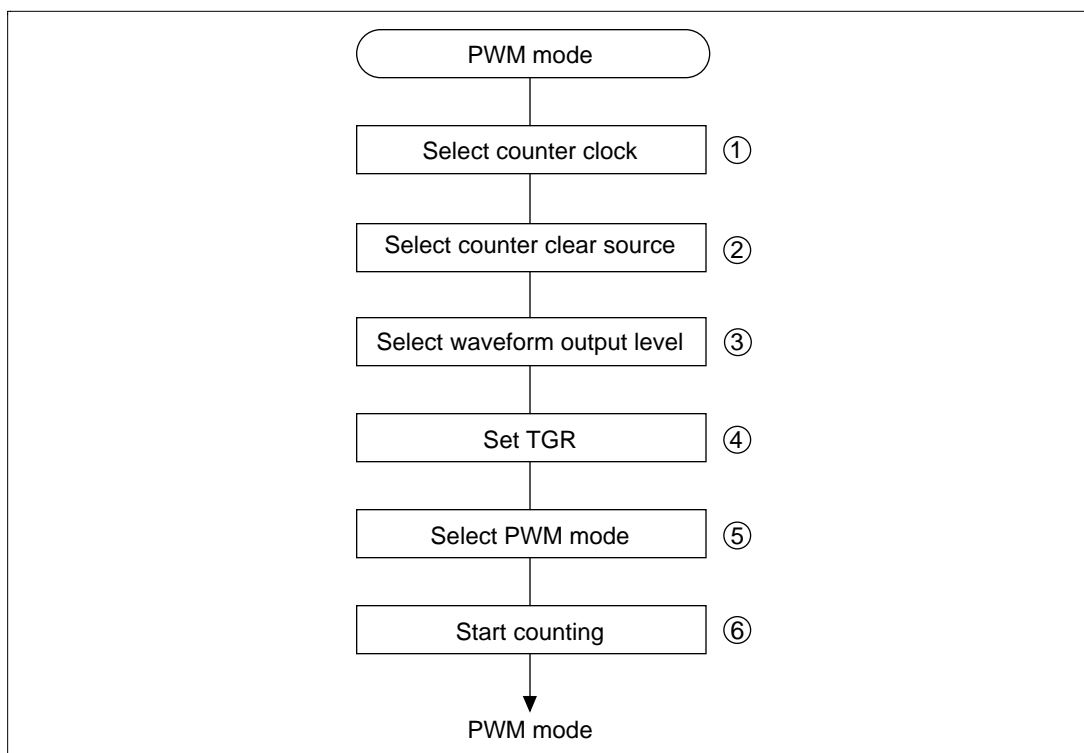 PWM mode
Select counter clock ①
Select counter clear source ②
Select waveform output level ③
Set TGR ④
Select PWM mode ⑤
Start counting ⑥
PWM mode